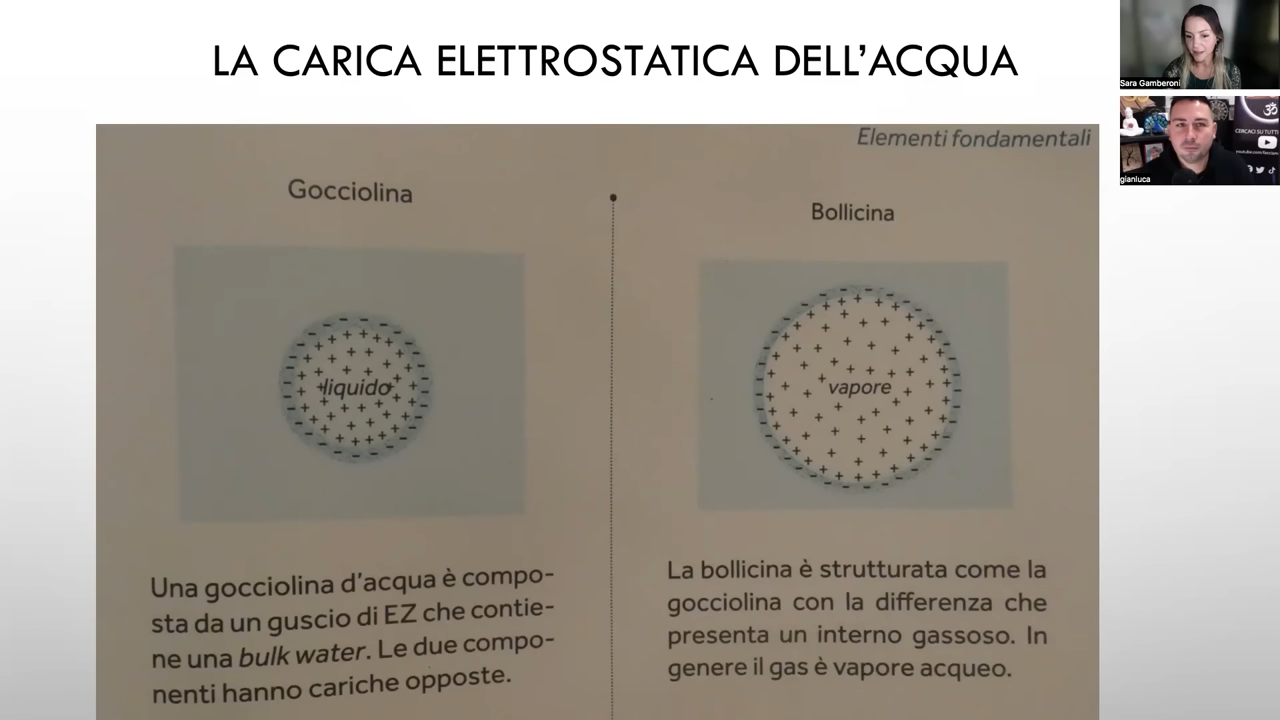 LA CARICA ELETTROSTATICA DELL'ACQUA
Sara Gamberoni
CERCACI SU TUTTI
gianluca
Elementi fondamentali
Gocciolina
liquido
Una gocciolina d'acqua è compo-
sta da un guscio di EZ che contie-
ne una bulk water. Le due compo-
nenti hanno cariche opposte.
Bollicina
vapore
La bollicina è strutturata come la
gocciolina con la differenza che
presenta un interno gassoso. In
genere il gas è vapore acqueo.